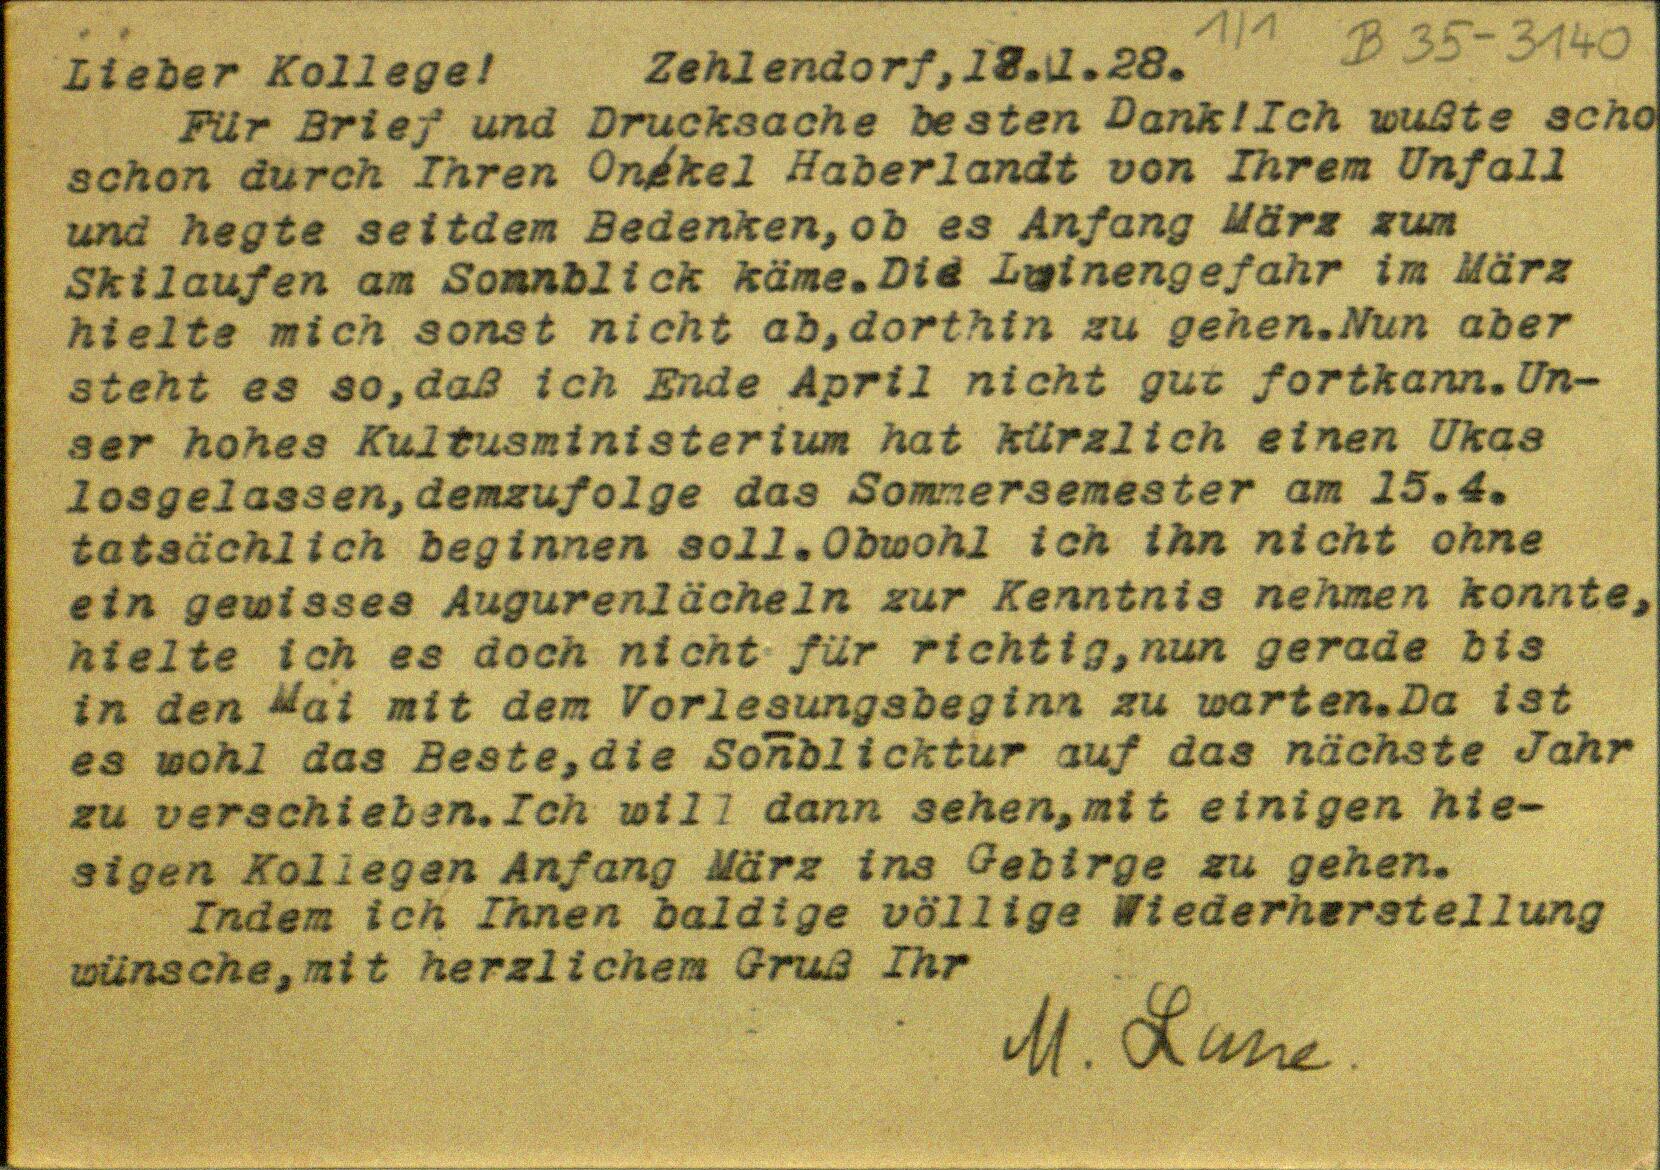 1/1 B 35-3140
Lieber Kollege! Zehlendorf, 18.1.28.
Für Brief und Drucksache besten Dank!Ich wußte scho
schon durch Ihren Onékel Haberlandt von Ihrem Unfall
und hegte seitdem Bedenken,ob es Anfang März zum
Skilaufen am Sonnblick käme.Die Lwinengefahr im März
hielte mich sonst nicht ab,dorthin zu gehen.Nun aber
steht es so,daß ich Ende April nicht gut fortkann.Un-
ser hohes Kultusministerium hat kürzlich einen Ukas
losgelassen,demzufolge das Sommersemester am 15.4.
tatsächlich beginnen soll.Obwohl ich ihn nicht ohne
ein gewisses Augurenlächeln zur Kenntnis nehmen konnte,
hielte ich es doch nicht für richtig,nun gerade bis
in den Mai mit dem Vorlesungsbeginn zu warten.Da ist
es wohl das Beste,die Son̅blicktur auf das nächste Jahr
zu verschieben.Ich will dann sehen,mit einigen hie-
sigen Kollegen Anfang März ins Gebirge zu gehen.
Indem ich Ihnen baldige völlige Wiederherstellung
wünsche,mit herzlichem Gruß Ihr
M. Laue.